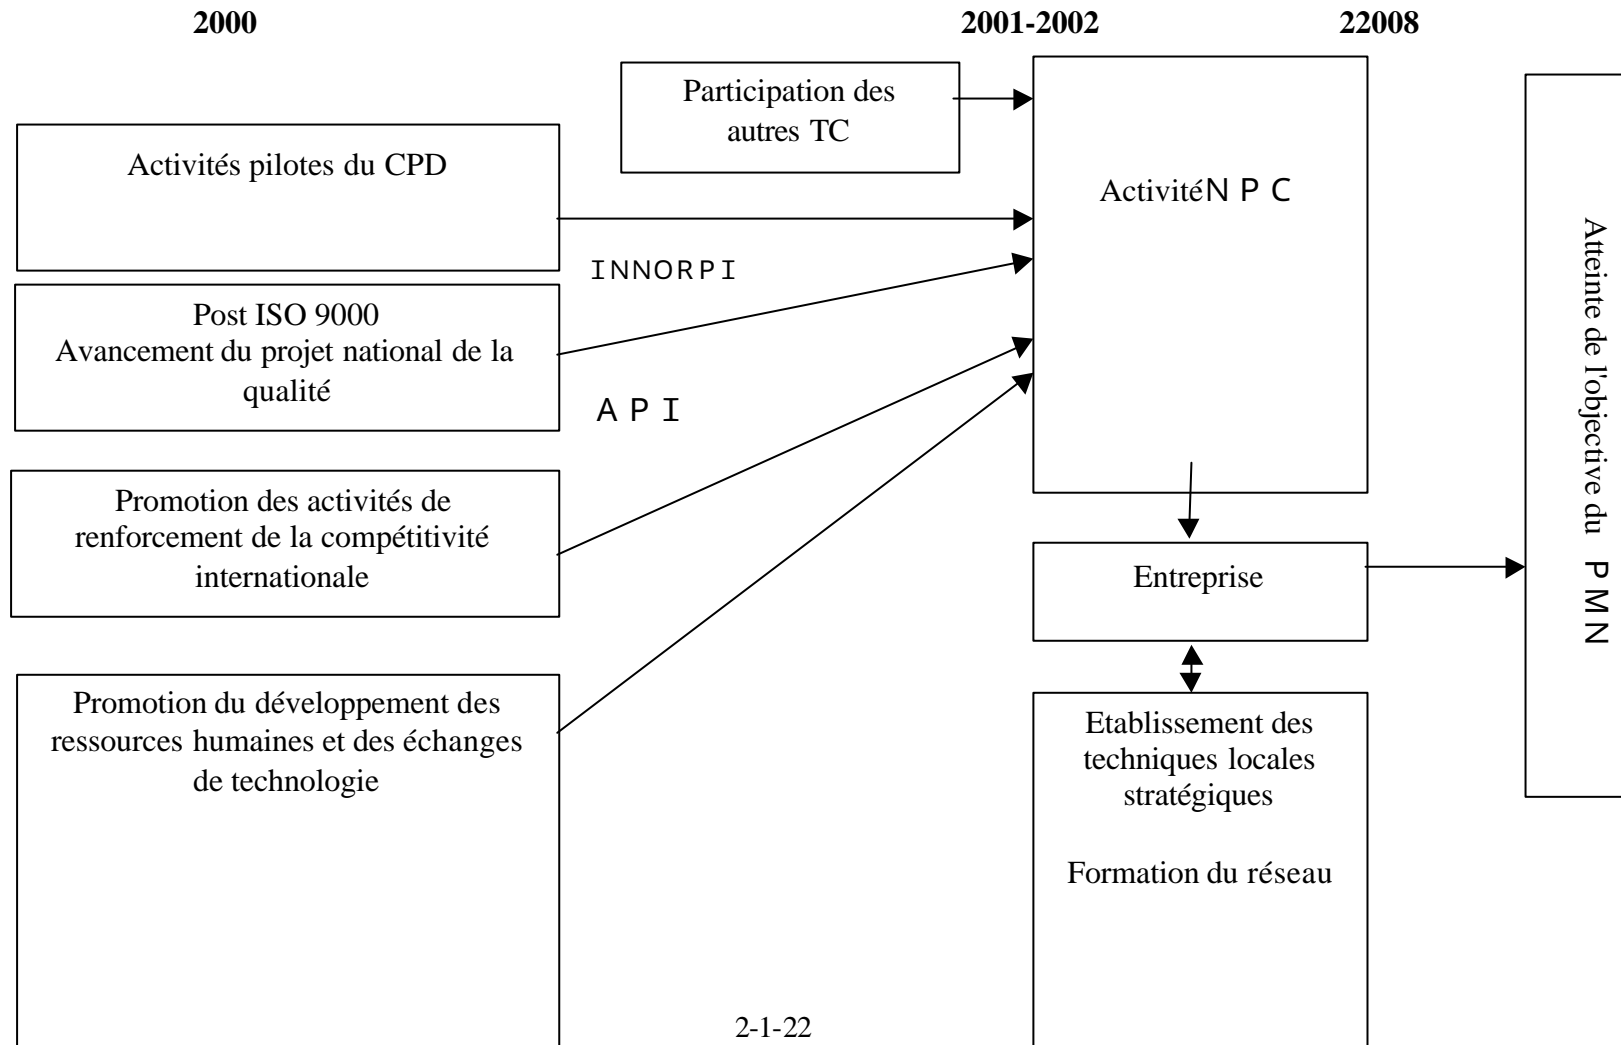 2000
2001-2002
22008
Participation des
autres TC
Activités pilotes du CPD
ActivitéＮＰＣ
INNORPI
Post ISO 9000
Avancement du projet national de la
qualité
ＡＰＩ
Promotion des activités de
renforcement de la compétitivité
internationale
Entreprise
Atteinte de l'objective du ＰＭＮ
Promotion du développement des
ressources humaines et des échanges
de technologie
Etablissement des
techniques locales
stratégiques
Formation du réseau
2-1-22